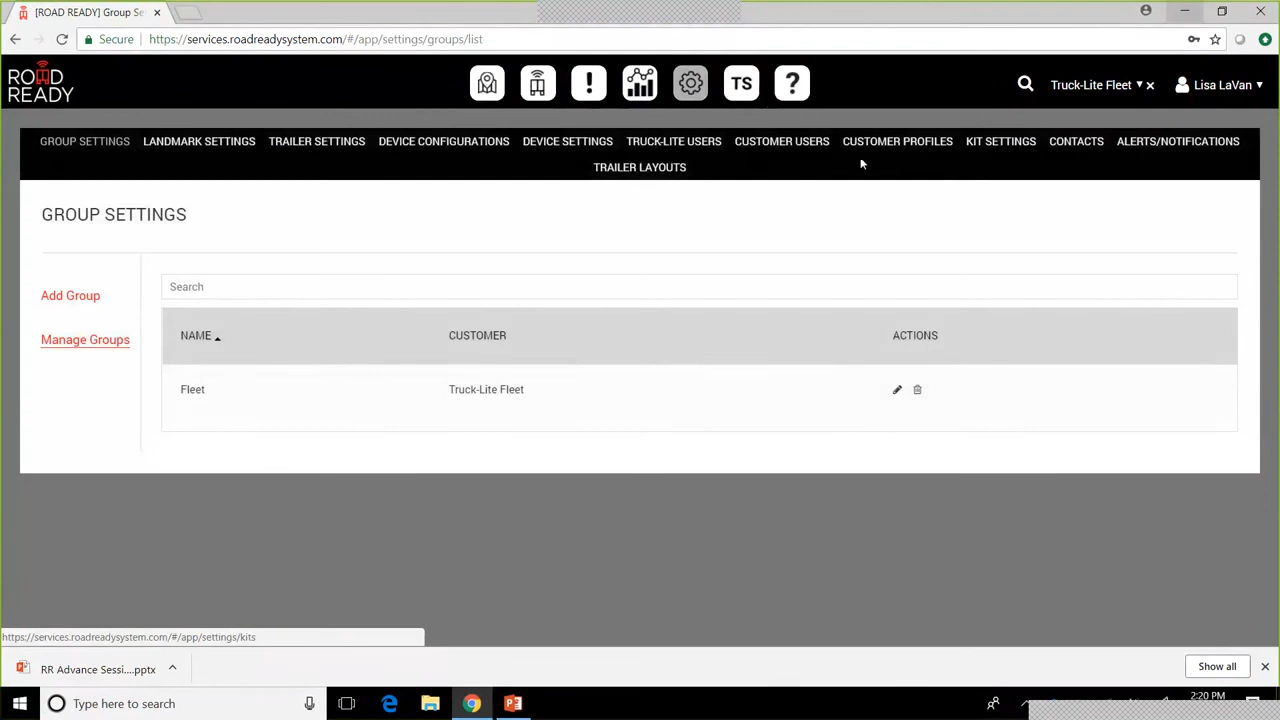 [ROAD READY] Group Se
Secure
https://services.roadreadysystem.com/#/app/settings/groups/list
ROAD READY
!
TS
?
Truck-Lite Fleet
Lisa LaVan
GROUP SETTINGS LANDMARK SETTINGS TRAILER SETTINGS DEVICE CONFIGURATIONS DEVICE SETTINGS TRUCK-LITE USERS CUSTOMER USERS CUSTOMER PROFILES KIT SETTINGS CONTACTS ALERTS/NOTIFICATIONS
TRAILER LAYOUTS
GROUP SETTINGS
Add Group
Manage Groups
Search
NAME CUSTOMER ACTIONS
Fleet Truck-Lite Fleet
https://services.roadreadysystem.com/#/app/settings/kits
RR Advance Sessi....pptx
Show all
Type here to search
2:20 PM